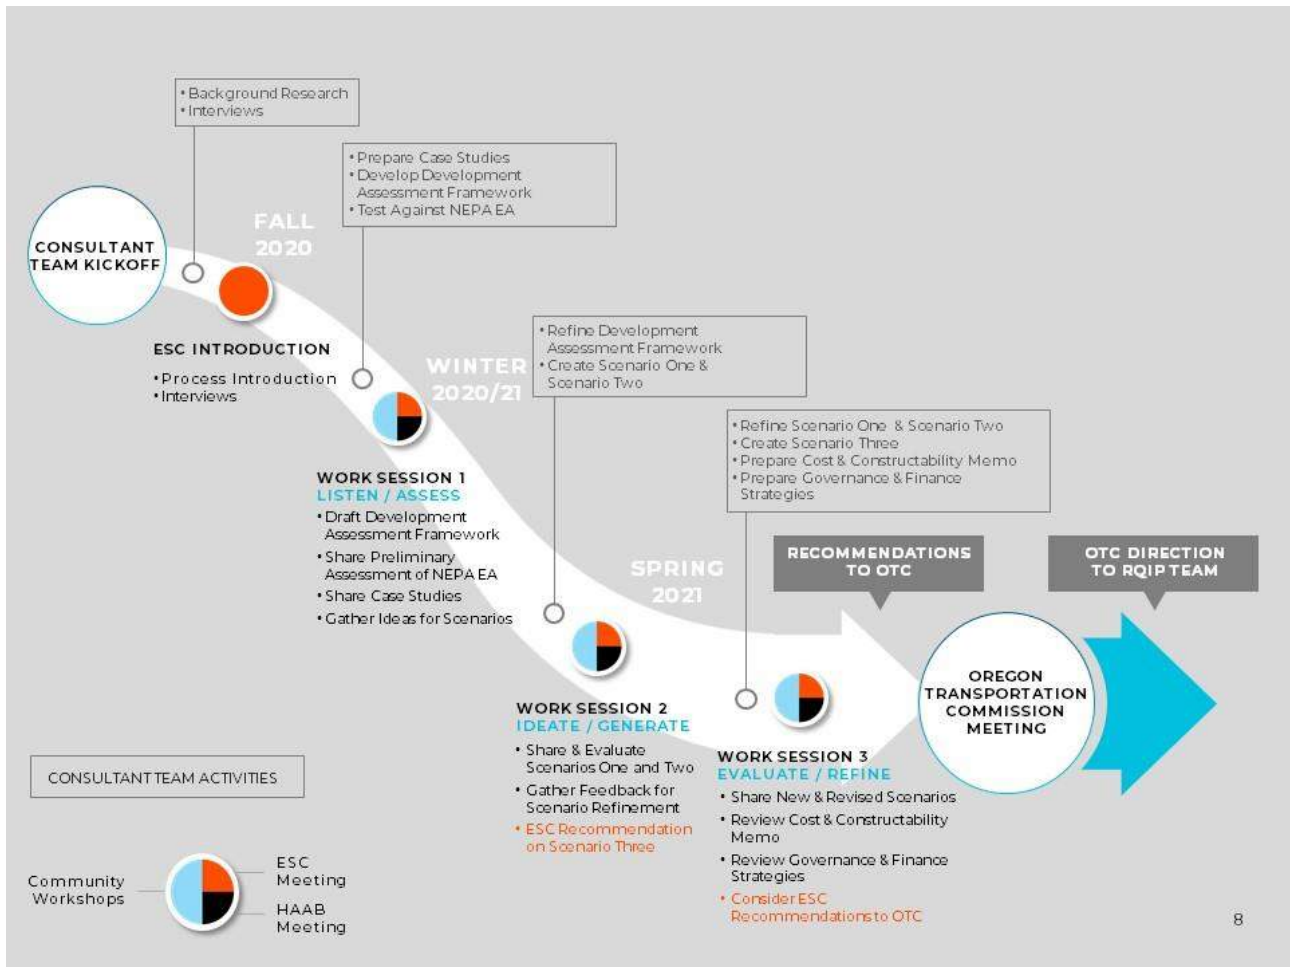 • Background Research
• Interviews
• Prepare Case Studies
• Develop Development
Assessment Framework
• Test Against NEPA EA
FALL
2020
CONSULTANT
TEAM KICKOFF
ESC INTRODUCTION
• Process Introduction
• Interviews
• Refine Development
Assessment Framework
• Create Scenario One &
Scenario Two
WINTER
2020/21
• Refine Scenario One & Scenario Two
• Create Scenario Three
• Prepare Cost & Constructability Memo
• Prepare Governance & Finance
Strategies
WORK SESSION 1
LISTEN / ASSESS
• Draft Development
Assessment Framework
• Share Preliminary
Assessment of NEPA EA
• Share Case Studies
• Gather Ideas for Scenarios
SPRING
2021
RECOMMENDATIONS
TO OTC
OTC DIRECTION
TO RQIP TEAM
OREGON
TRANSPORTATION
COMMISSION
MEETING
WORK SESSION 2
IDEATE / GENERATE
• Share & Evaluate
Scenarios One and Two
• Gather Feedback for
Scenario Refinement
• ESC Recommendation
on Scenario Three
WORK SESSION 3
EVALUATE / REFINE
• Share New & Revised Scenarios
• Review Cost & Constructability
Memo
• Review Governance & Finance
Strategies
• Consider ESC
Recommendations to OTC
CONSULTANT TEAM ACTIVITIES
Community
Workshops
ESC
Meeting
HAAB
Meeting
8